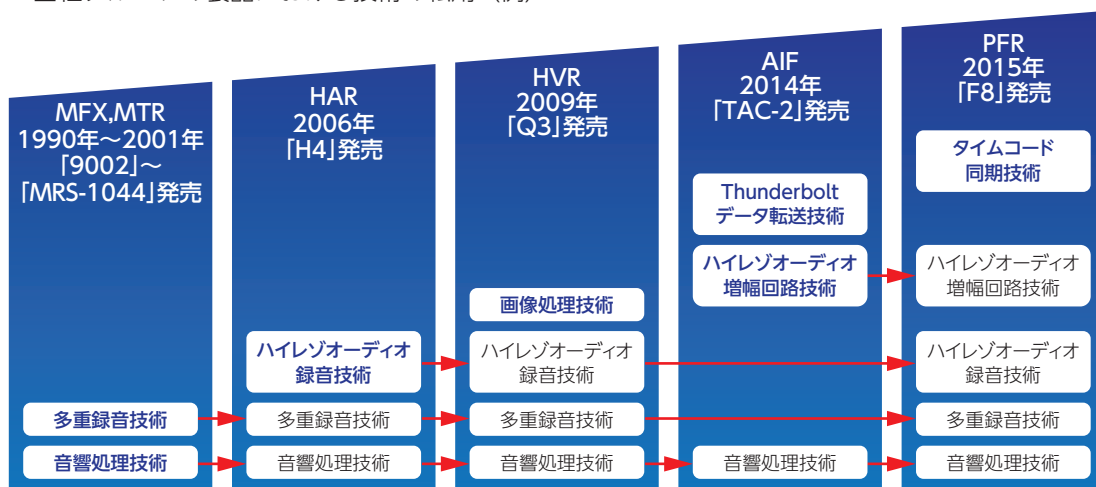 MFX,MTR
1990年～2001年
｢9002｣～
｢MRS-1044｣発売
多重録音技術
音響処理技術
HAR
2006年
｢H4｣発売
ハイレゾオーディオ
録音技術
多重録音技術
音響処理技術
HVR
2009年
｢Q3｣発売
画像処理技術
ハイレゾオーディオ
録音技術
多重録音技術
音響処理技術
AIF
2014年
｢TAC-2｣発売
Thunderbolt
データ転送技術
ハイレゾオーディオ
増幅回路技術
音響処理技術
PFR
2015年
｢F8｣発売
タイムコード
同期技術
ハイレゾオーディオ
増幅回路技術
ハイレゾオーディオ
録音技術
多重録音技術
音響処理技術